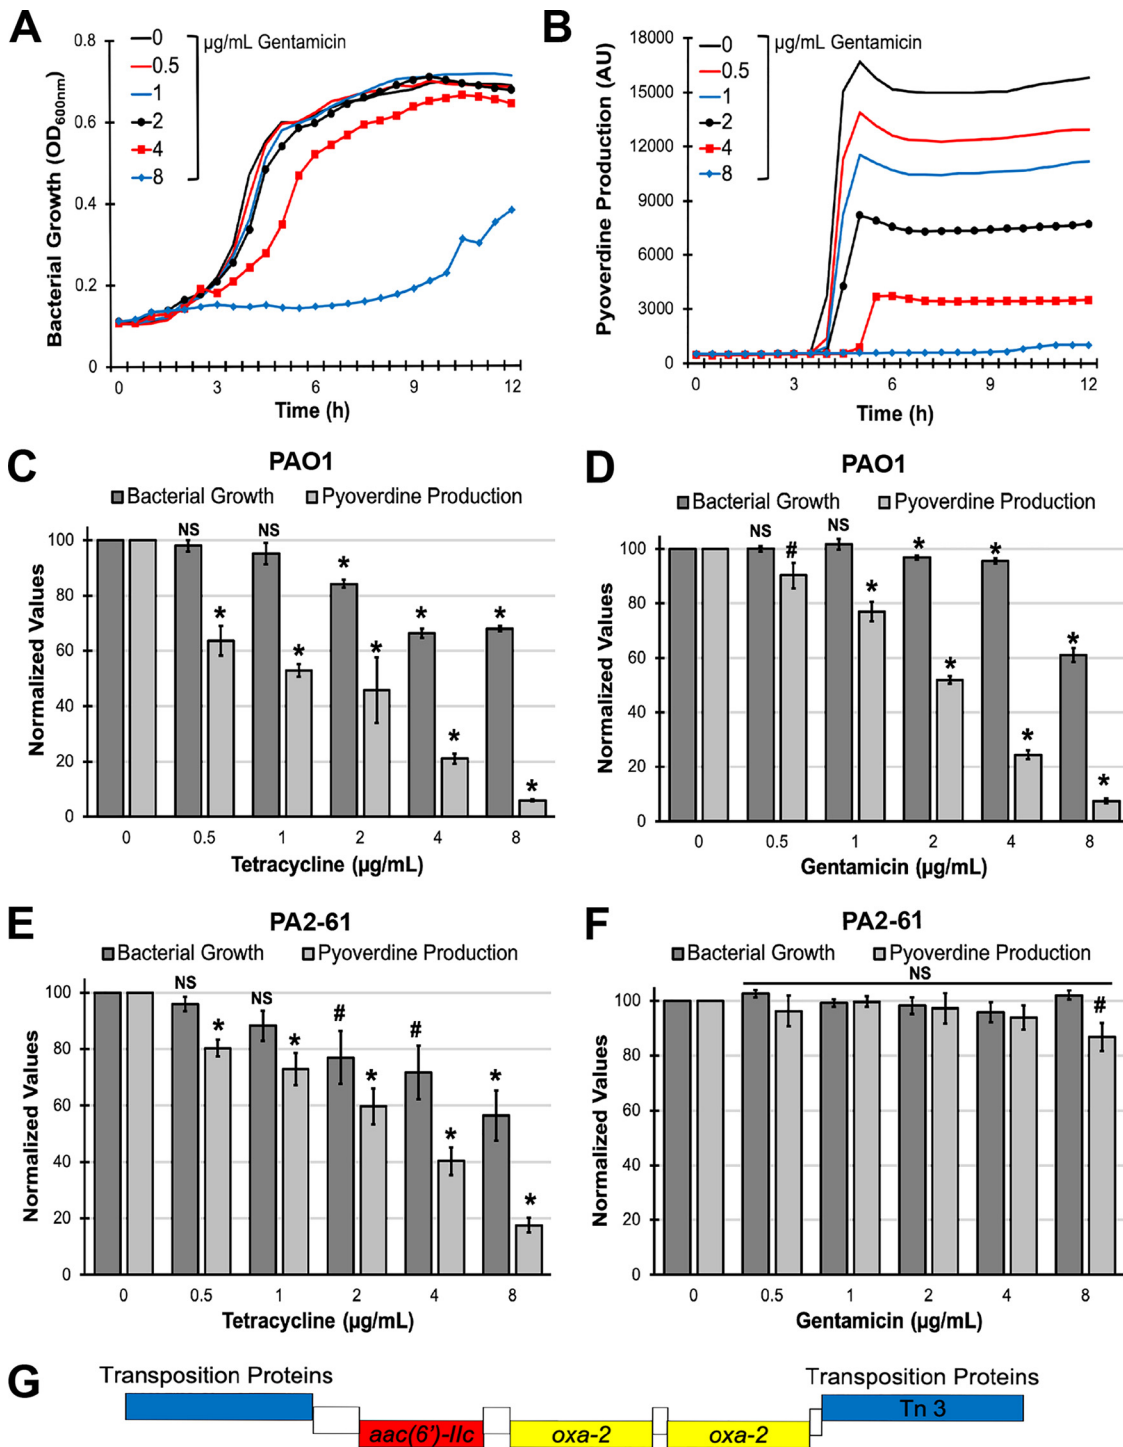 A
0.8
0.6
0.4
0.2
0
Bacterial Growth (OD600nm)
0
0.5
1
2
4
8
µg/mL Gentamicin
0 3 6 9 12
Time (h)
B
18000
15000
12000
9000
6000
3000
0
Pyoverdine Production (AU)
0
0.5
1
2
4
8
µg/mL Gentamicin
0 3 6 9 12
Time (h)
C
PAO1
Bacterial Growth Pyoverdine Production
100
80
60
40
20
0
Normalized Values
NS NS
* * * * * * * *
0 0.5 1 2 4 8
Tetracycline (µg/mL)
D
PAO1
Bacterial Growth Pyoverdine Production
100
80
60
40
20
0
Normalized Values
NS # NS
* * * * * * *
0 0.5 1 2 4 8
Gentamicin (µg/mL)
E
PA2-61
Bacterial Growth Pyoverdine Production
100
80
60
40
20
0
Normalized Values
NS NS # #
* * * * * *
0 0.5 1 2 4 8
Tetracycline (µg/mL)
F
PA2-61
Bacterial Growth Pyoverdine Production
NS
#
100
80
60
40
20
0
Normalized Values
0 0.5 1 2 4 8
Gentamicin (µg/mL)
G
Transposition Proteins
Transposition Proteins
Tn 3
aac(6')-IIc
oxa-2
oxa-2